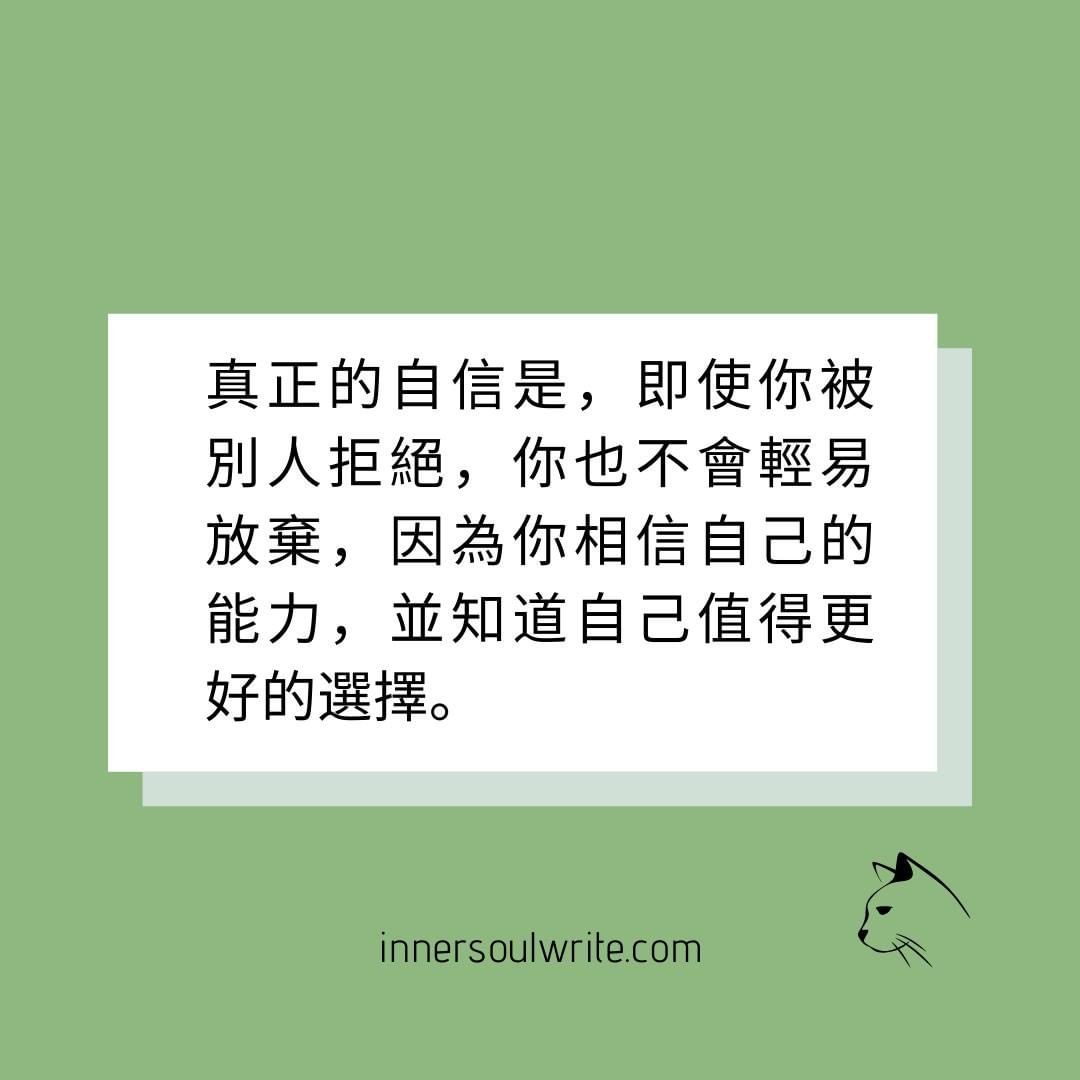 真正的自信是，即使你被
別人拒絕，你也不會輕易
放棄，因為你相信自己的
能力，並知道自己值得更
好的選擇。
innersoulwrite.com